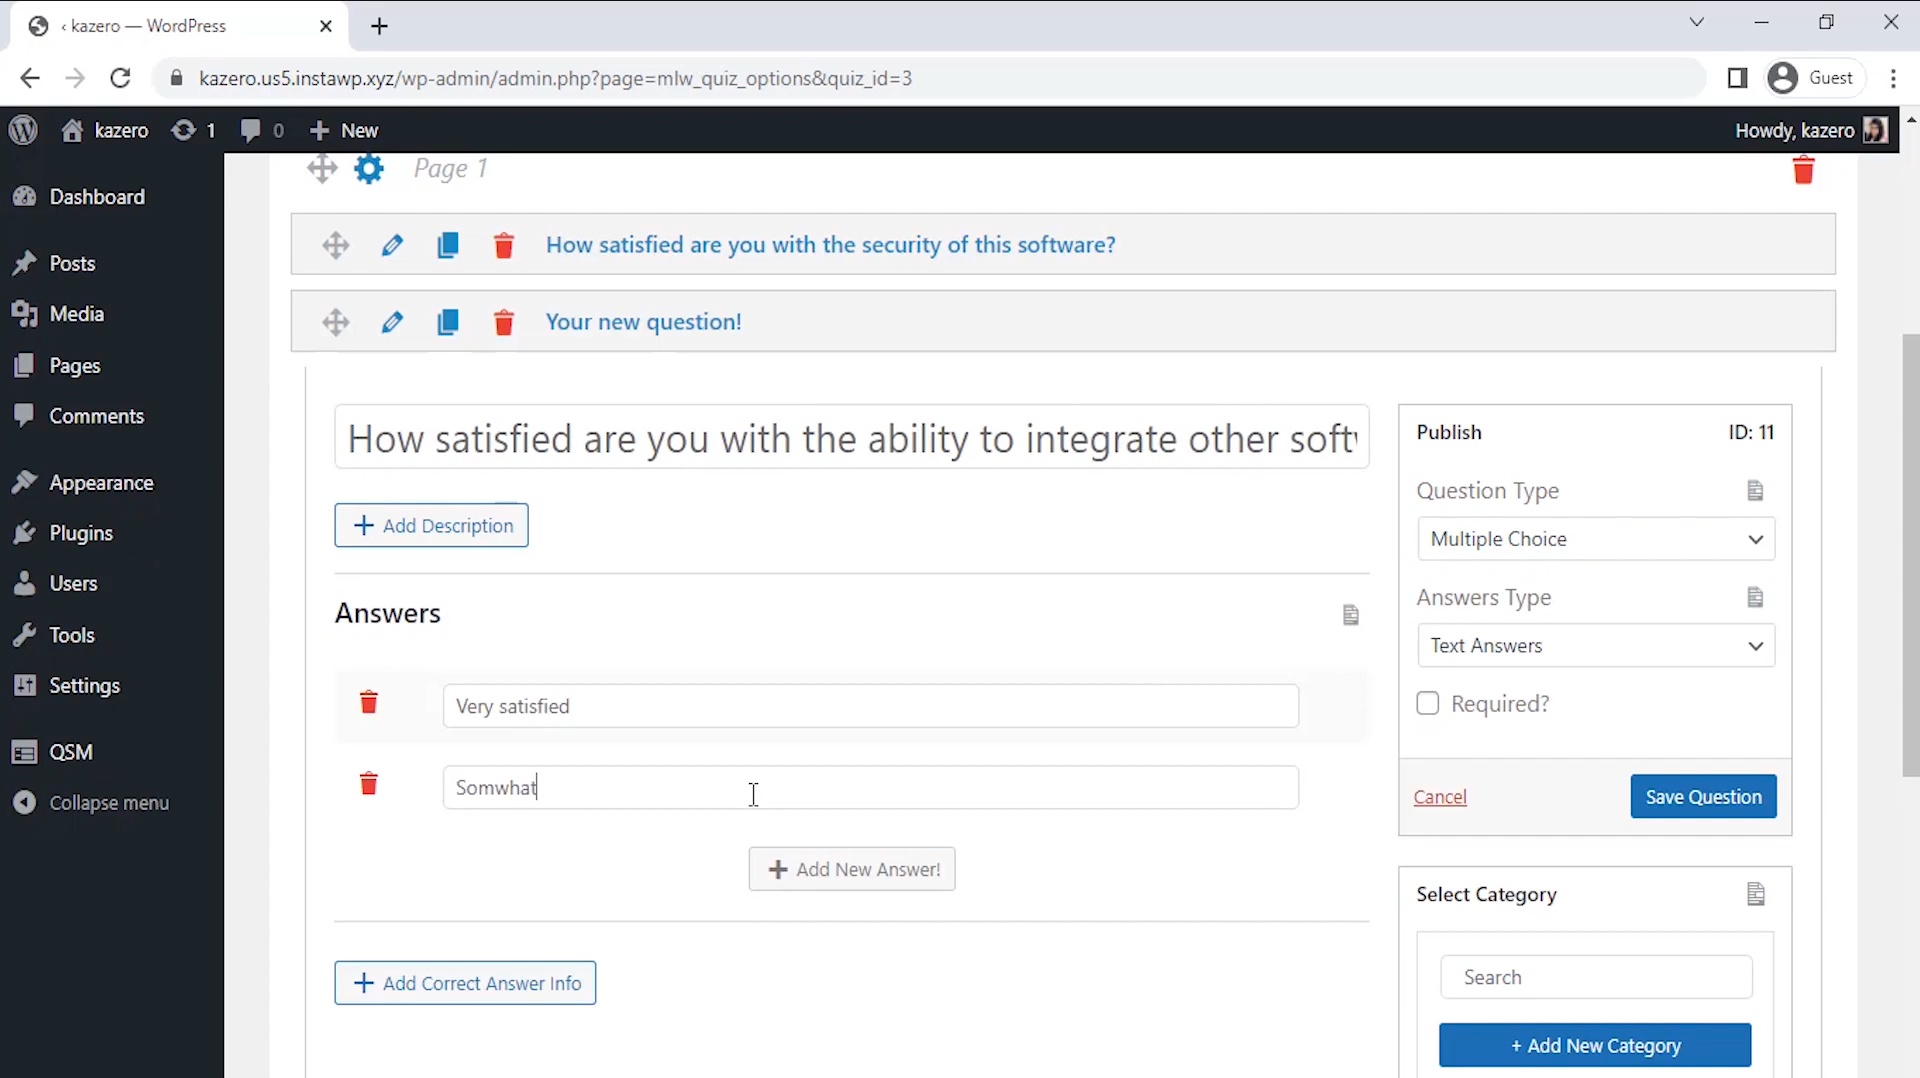 ‹ kazero — WordPress
kazero.us5.instawp.xyz/wp-admin/admin.php?page=mlw_quiz_options&quiz_id=3
Guest
kazero 1 0 + New
Howdy, kazero
Dashboard
Posts
Media
Pages
Comments
Appearance
Plugins
Users
Tools
Settings
QSM
Collapse menu
Page 1
How satisfied are you with the security of this software?
Your new question!
How satisfied are you with the ability to integrate other soft
+ Add Description
Answers
Very satisfied
Somwhat
+ Add New Answer!
+ Add Correct Answer Info
Publish ID: 11
Question Type
Multiple Choice
Answers Type
Text Answers
Required?
Cancel Save Question
Select Category
Search
+ Add New Category